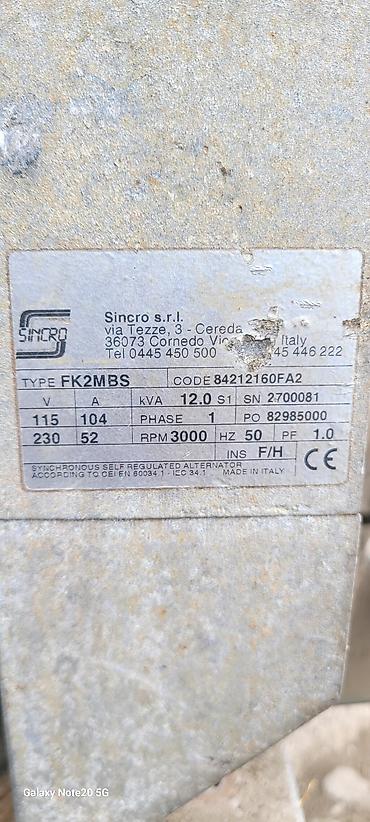 SINCRO
Sincro s.r.l.
via Tezze, 3 - Cereda
36073 Cornedo Italy
Tel 0445 450 500 45 446 222
TYPE FK2MBS CODE 84212160FA2
V A kVA 12.0 S1 SN 2700081
115 104 PHASE 1 PO 82985000
230 52 RPM 3000 HZ 50 PF 1.0
INS F/H
SYNCHRONOUS SELF REGULATED ALTERNATOR
ACCORDING TO CEI EN 60034.1 - IEC 34.1 MADE IN ITALY
CE
Galaxy Note20 5G